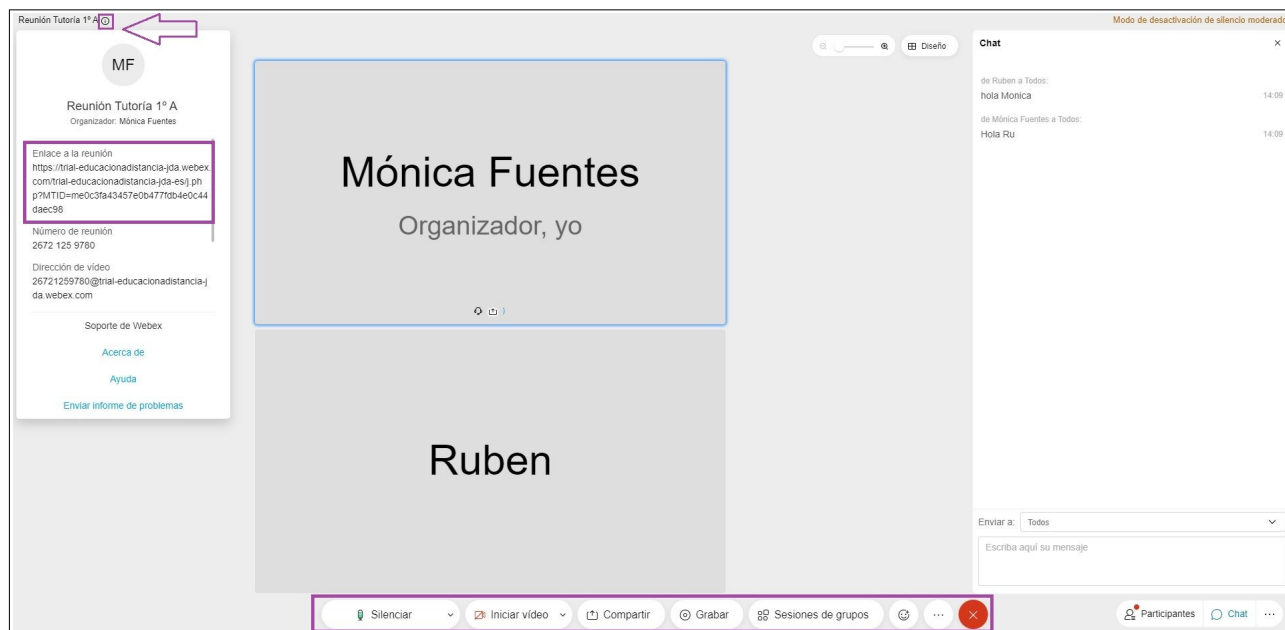 Reunión Tutoría 1º A
Modo de desactivación de silencio moderado
MF
Reunión Tutoría 1º A
Organizador: Mónica Fuentes
Enlace a la reunión
https://trial-educacionadistancia-jda.webex.
com/trial-educacionadistancia-jda-es/j.ph
p?MTID=me0c3fa43457e0b477fdb4e0c44
daec98
Número de reunión
2672 125 9780
Dirección de vídeo
26721259780@trial-educacionadistancia-j
da.webex.com
Soporte de Webex
Acerca de
Ayuda
Enviar informe de problemas
Diseño
Mónica Fuentes
Organizador, yo
Ruben
Chat
de Ruben a Todos:
hola Monica 14:09
de Mónica Fuentes a Todos:
Hola Ru 14:09
Enviar a: Todos
Escriba aquí su mensaje
Silenciar Iniciar vídeo Compartir Grabar Sesiones de grupos Participantes Chat